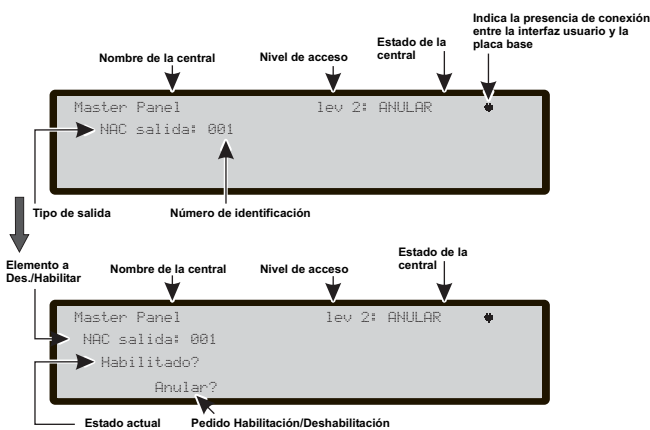 Indica la presencia de conexión
entre la interfaz usuario y la
placa base
Nombre de la central
Nivel de acceso
Estado de la
central
Master Panel lev 2: ANULAR
NAC salida: 001
Tipo de salida
Número de identificación
Elemento a
Des./Habilitar
Nombre de la central
Nivel de acceso
Estado de la
central
Master Panel lev 2: ANULAR
NAC salida: 001
Habilitado?
Anular?
Estado actual
Pedido Habilitación/Deshabilitación